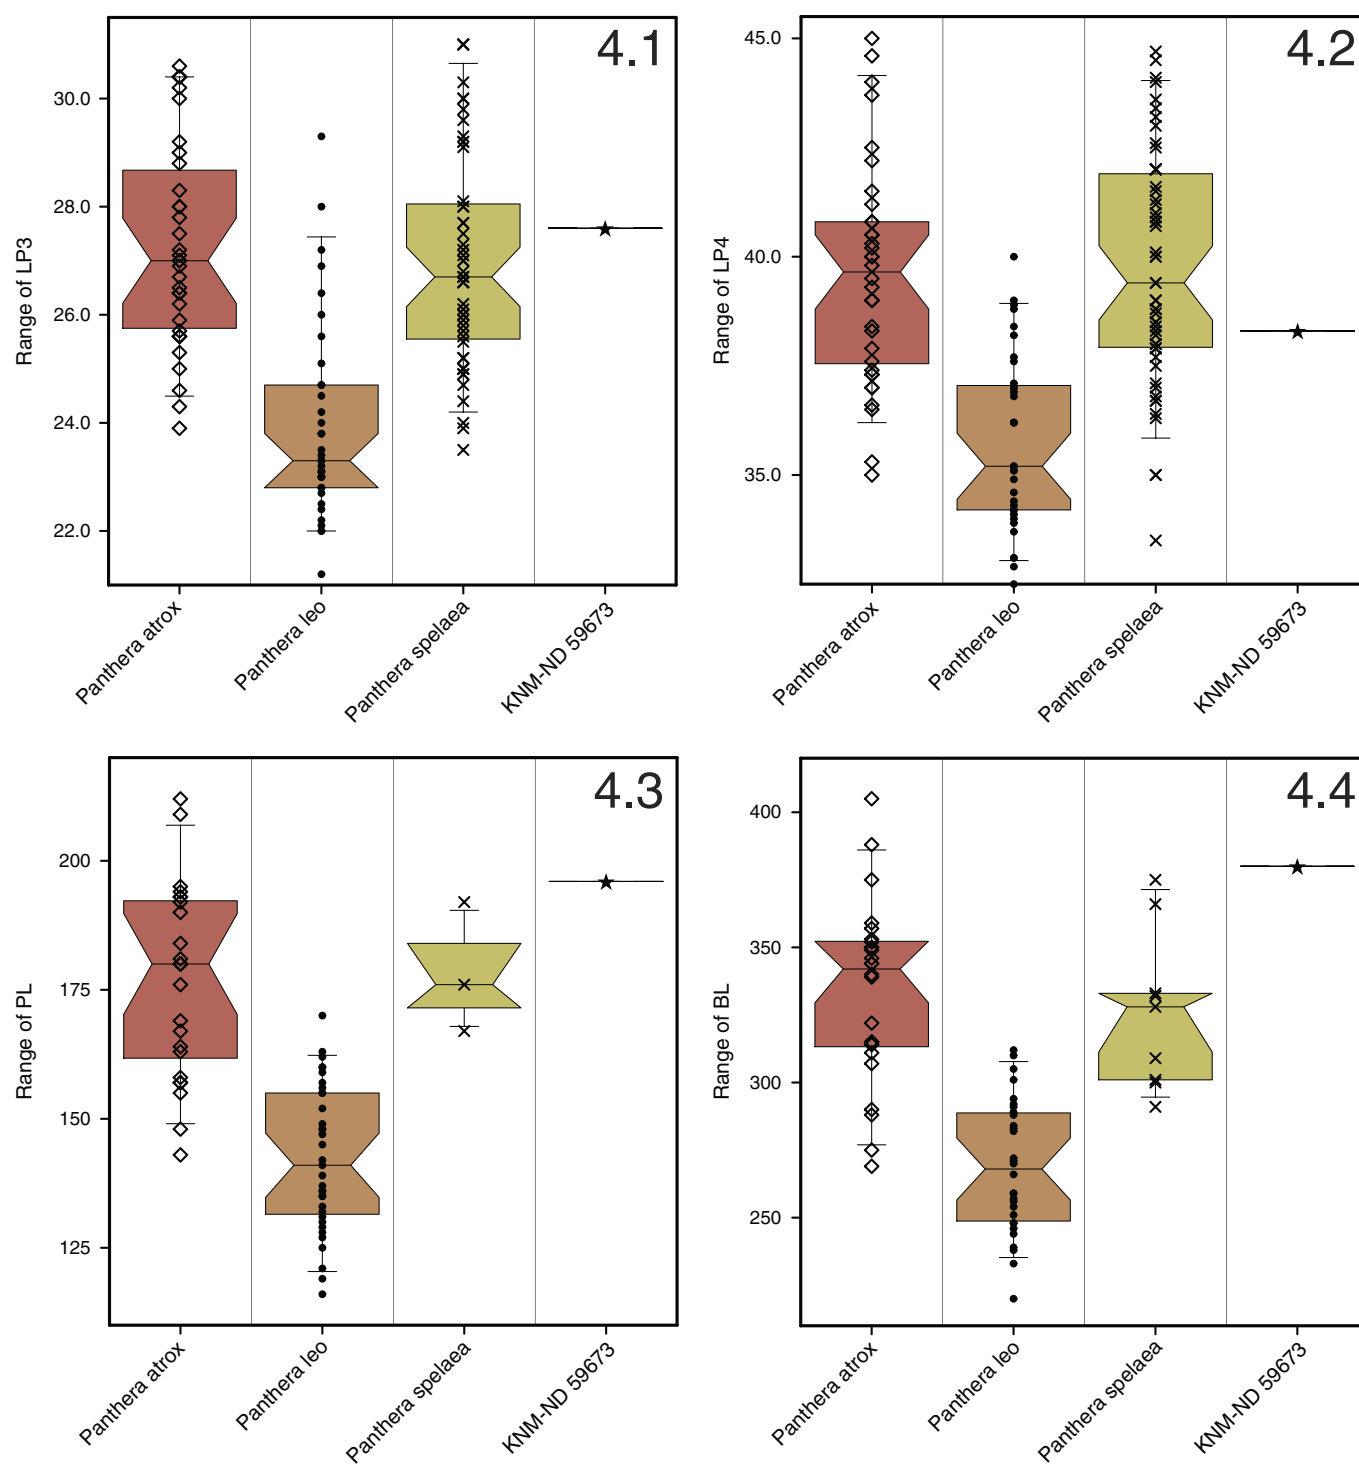 4.1
Range of LP3
30.0
28.0
26.0
24.0
22.0
Panthera atrox
Panthera leo
Panthera spelaea
KNM-ND 59673
4.2
Range of LP4
45.0
40.0
35.0
Panthera atrox
Panthera leo
Panthera spelaea
KNM-ND 59673
4.3
Range of PL
200
175
150
125
Panthera atrox
Panthera leo
Panthera spelaea
KNM-ND 59673
4.4
Range of BL
400
350
300
250
Panthera atrox
Panthera leo
Panthera spelaea
KNM-ND 59673